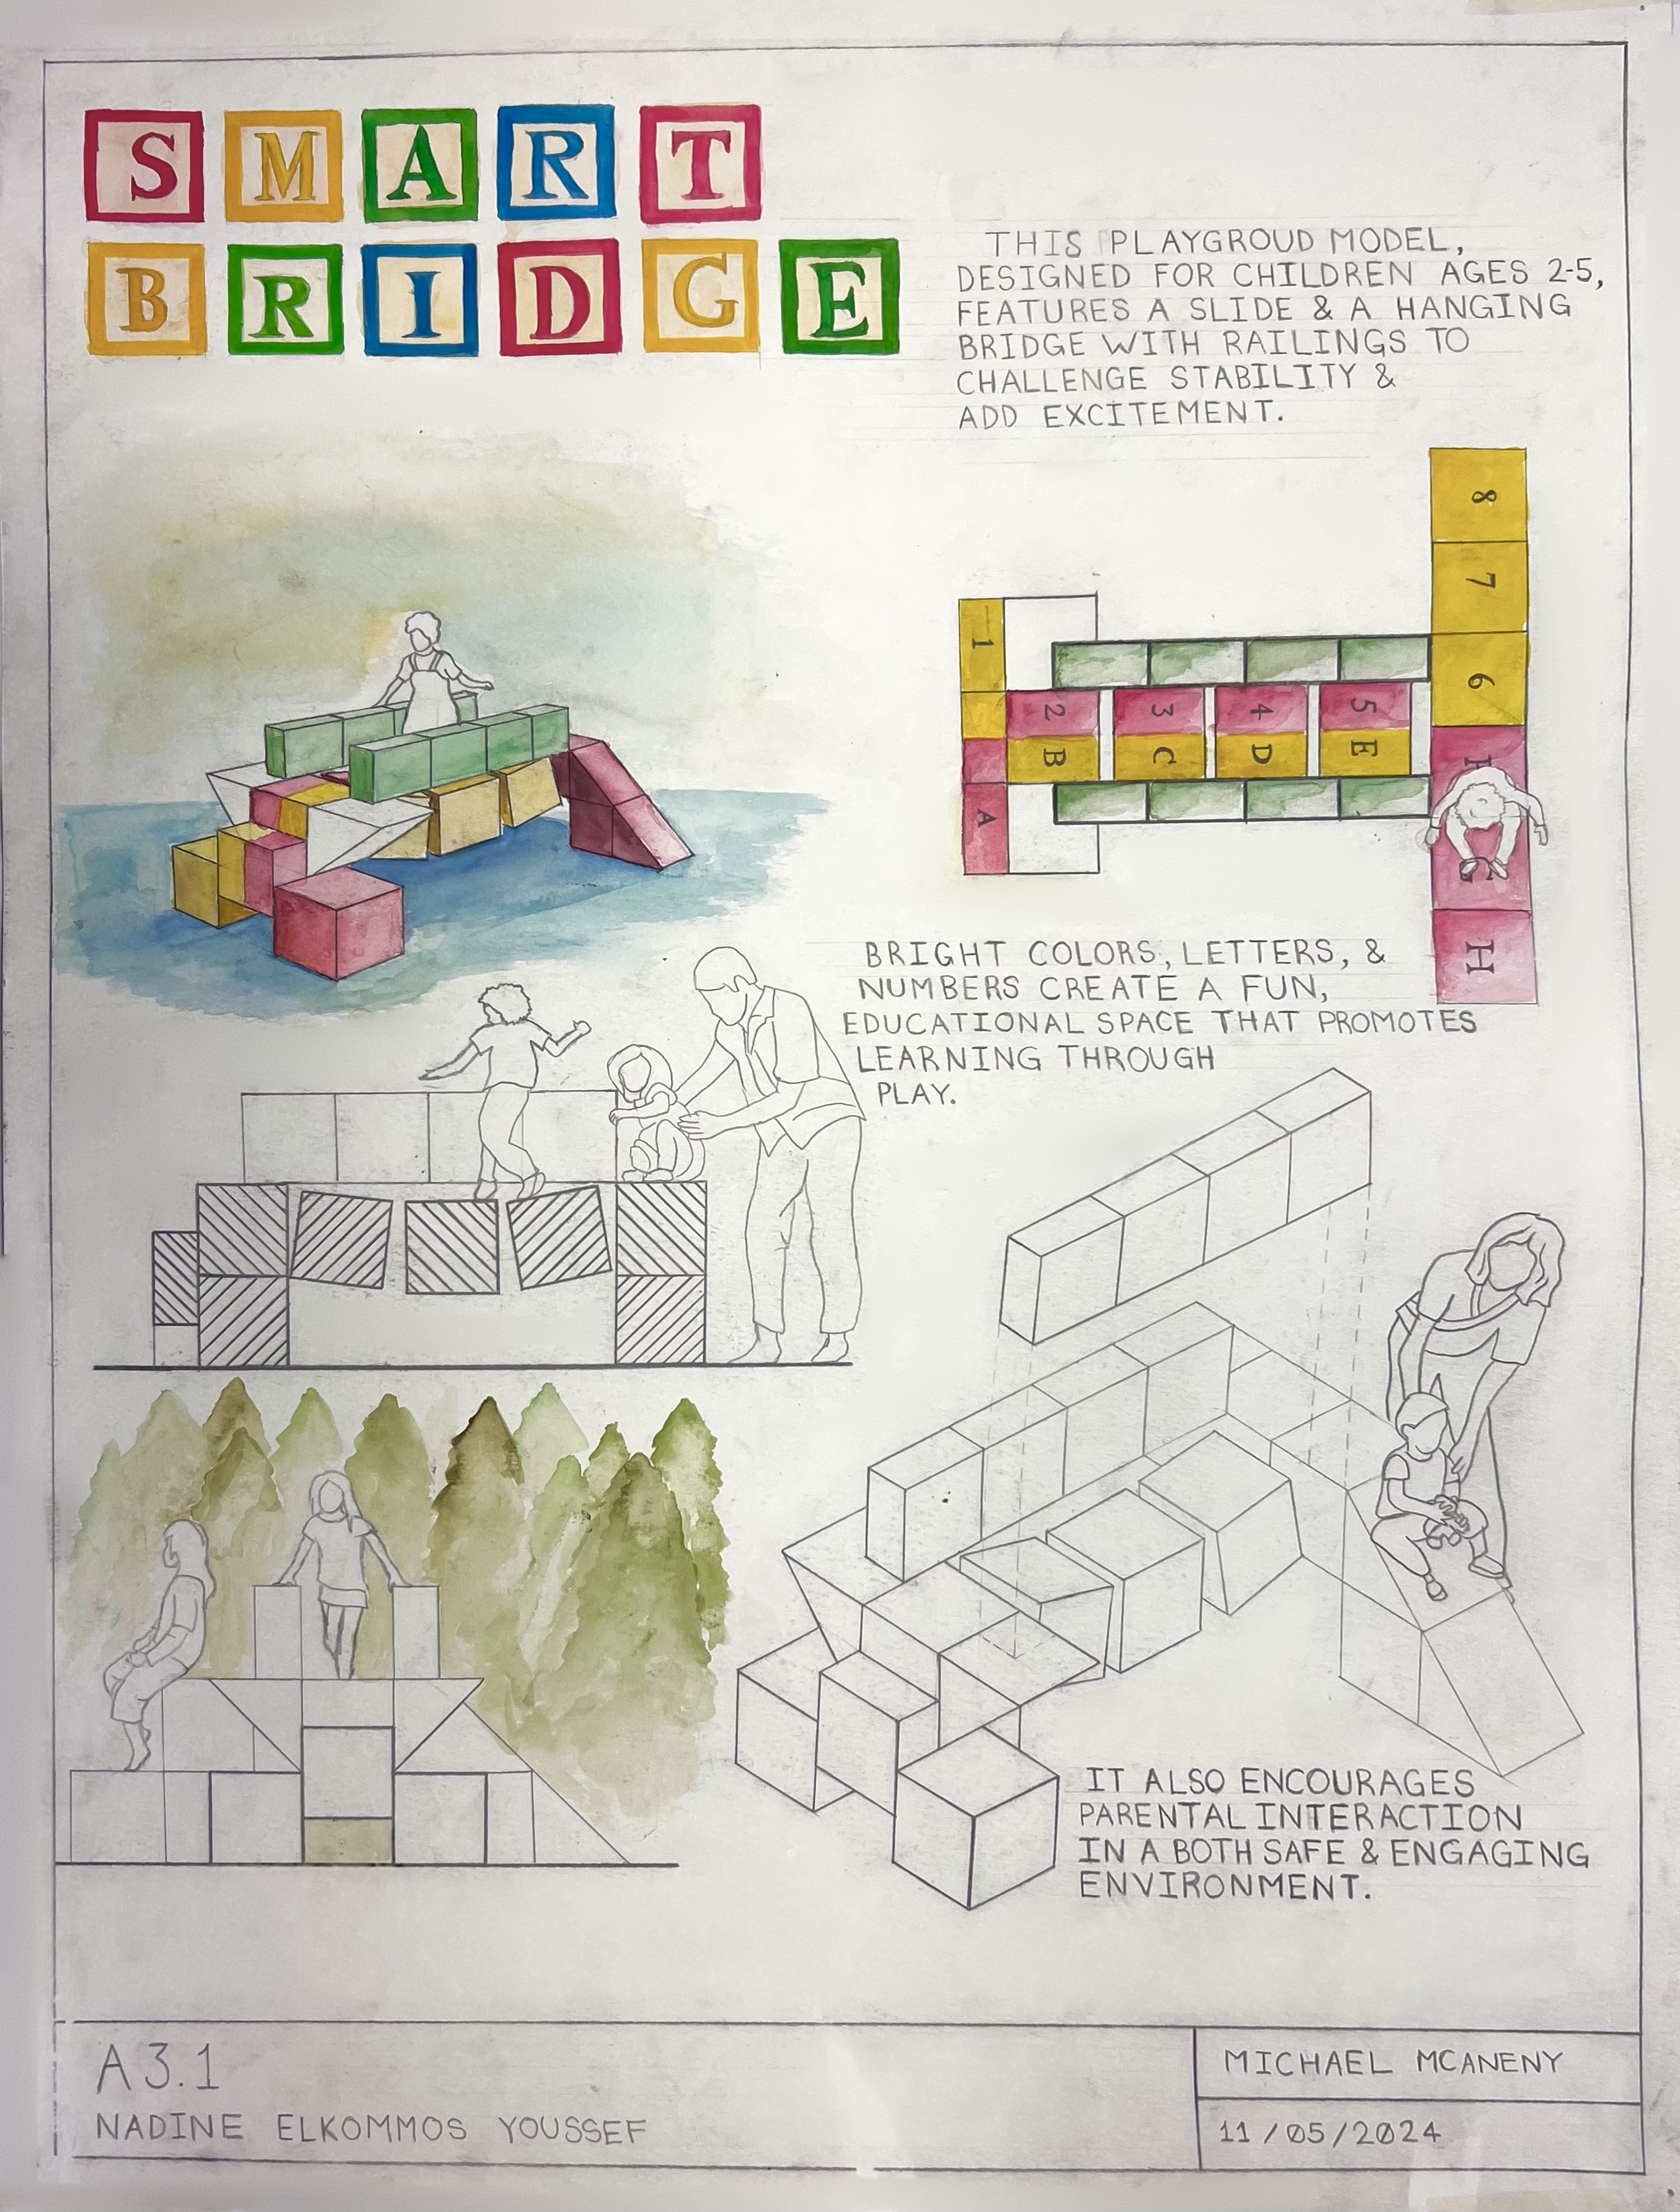 SMART
BRIDGE
THIS PLAYGROUD MODEL,
DESIGNED FOR CHILDREN AGES 2-5,
FEATURES A SLIDE & A HANGING
BRIDGE WITH RAILINGS TO
CHALLENGE STABILITY &
ADD EXCITEMENT.
8
7
6
1
2
3
4
5
B
C
D
E
A
H
BRIGHT COLORS, LETTERS, &
NUMBERS CREATE A FUN,
EDUCATIONAL SPACE THAT PROMOTES
LEARNING THROUGH
PLAY.
IT ALSO ENCOURAGES
PARENTAL INTERACTION
IN A BOTH SAFE & ENGAGING
ENVIRONMENT.
A3.1
NADINE ELKOMMOS YOUSSEF
MICHAEL MCANENY
11/05/2024